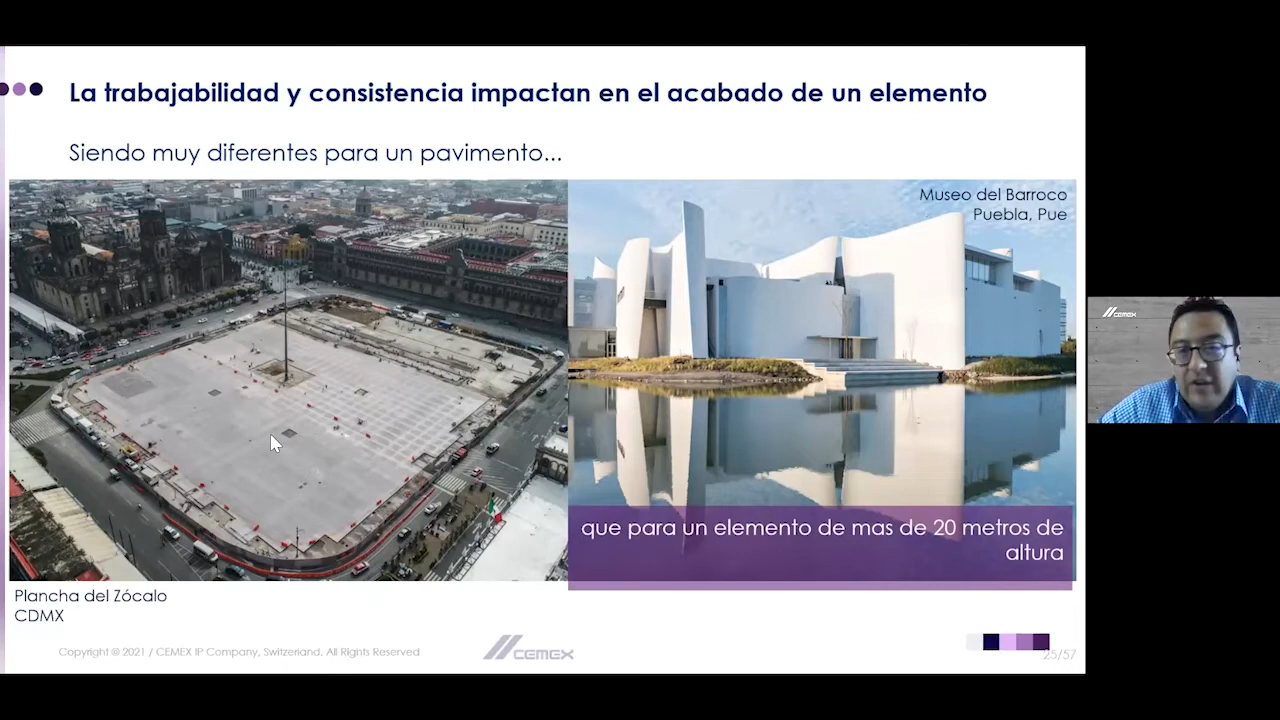 La trabajabilidad y consistencia impactan en el acabado de un elemento
Siendo muy diferentes para un pavimento...
Museo del Barroco
Puebla, Pue
que para un elemento de mas de 20 metros de
altura
Plancha del Zócalo
CDMX
Copyright @ 2021 / CEMEX IP Company, Switzerland. All Rights Reserved
CEMEX
25/57
CEMEX